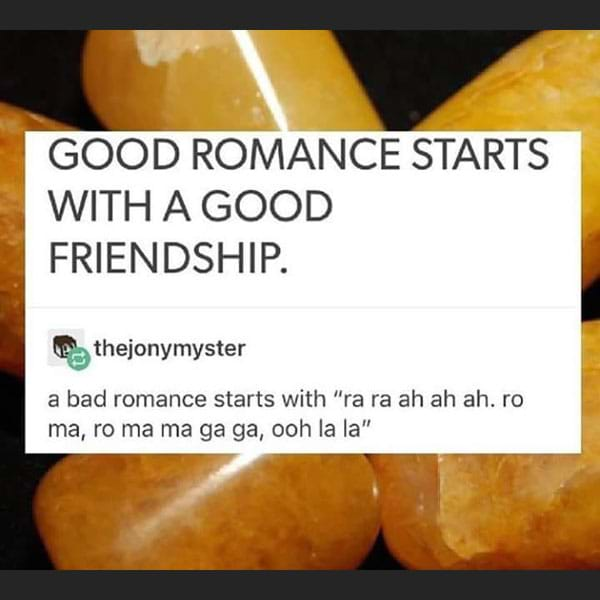 GOOD ROMANCE STARTS
WITH A GOOD
FRIENDSHIP.
thejonymyster
a bad romance starts with "ra ra ah ah ah. ro
ma, ro ma ma ga ga, ooh la la"